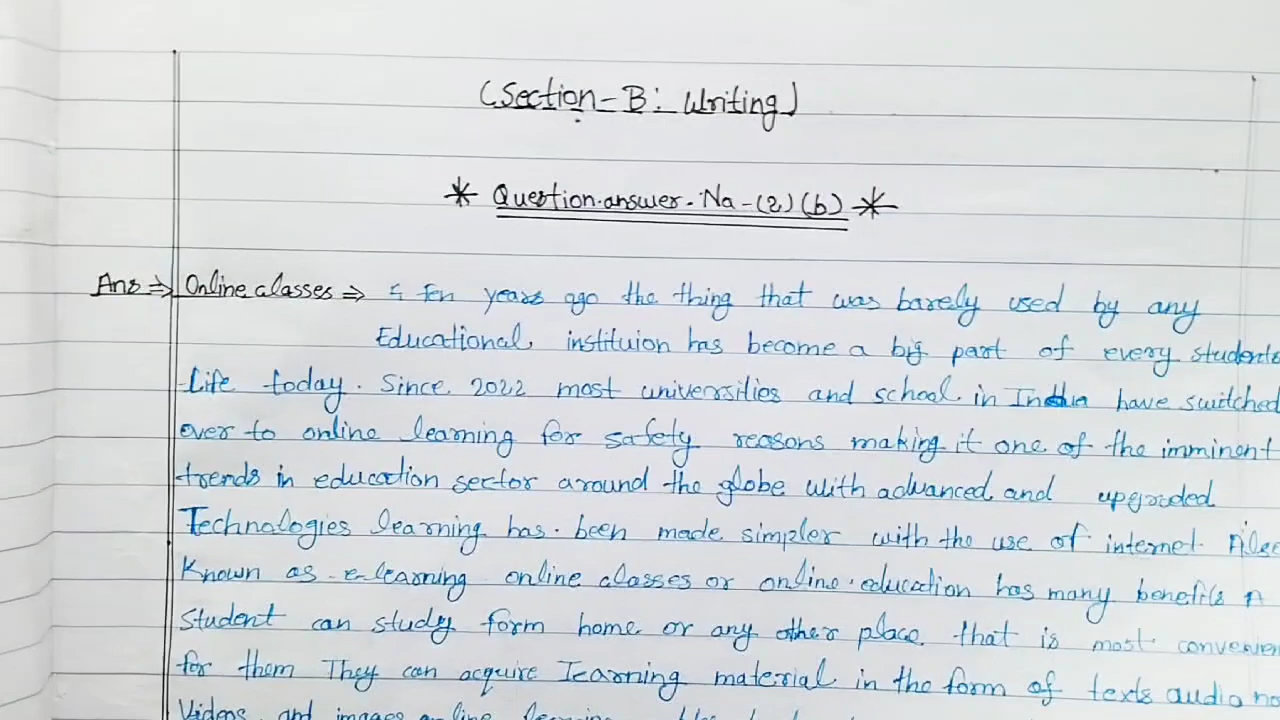 (Section-B: Writing)
* Question.answer.Na-(2)(b) *
Ans ⇒ Online classes ⇒ years ago the thing that was barely used by any
Educational, instituion has become a big part of every students
Life today. Since 2022 most universities and school in India have switched
over to online learning for safety reasons making it one of the imminent
trends in education sector around the globe with advanced and upgraded
Technologies learning has been made simpler with the use of internet
Known as e-learning online classes or online education has many benefits A
student can study form home or any other place that is most convenien
for them They can acquire Iearning material in the form of texts audio
Videos and images